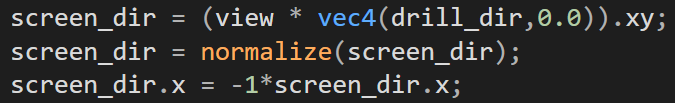 screen_dir = (view * vec4(drill_dir,0.0)).xy;
screen_dir = normalize(screen_dir);
screen_dir.x = -1*screen_dir.x;